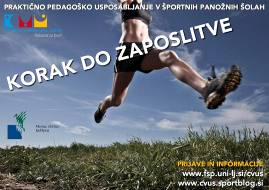 PRAKTIČNO PEDAGOŠKO USPOSABLJANJE V ŠPORTNIH PANOŽNIH ŠOLAH
KORAK DO ZAPOSLITVE
PRIJAVE IN INFORMACIJE
www.fsp.uni-lj.si/cvus
www.cvus.sportblog.si